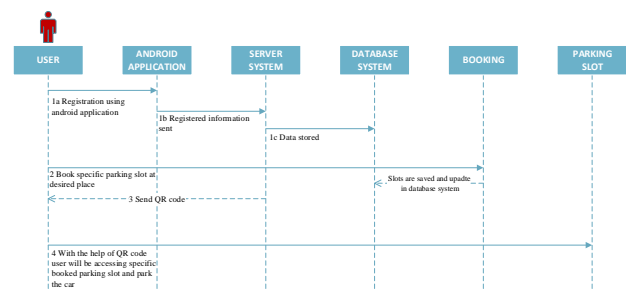 USER
ANDROID
APPLICATION
SERVER
SYSTEM
DATABASE
SYSTEM
BOOKING
PARKING
SLOT
1a Registration using
android application
1b Registered information
sent
1c Data stored
2 Book specific parking slot at
desired place
Slots are saved and upadte
in database system
3 Send QR code
4 With the help of QR code
user will be accessing specific
booked parking slot and park
the car